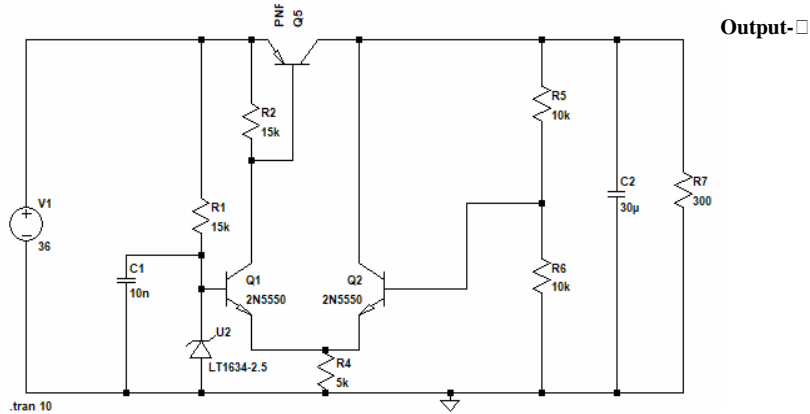 PNP
Q5
Output-□
R2
15k
R5
10k
V1
36
R1
15k
C1
10n
Q1
2N5550
Q2
2N5550
R6
10k
C2
30µ
R7
300
U2
LT1634-2.5
R4
5k
.tran 10